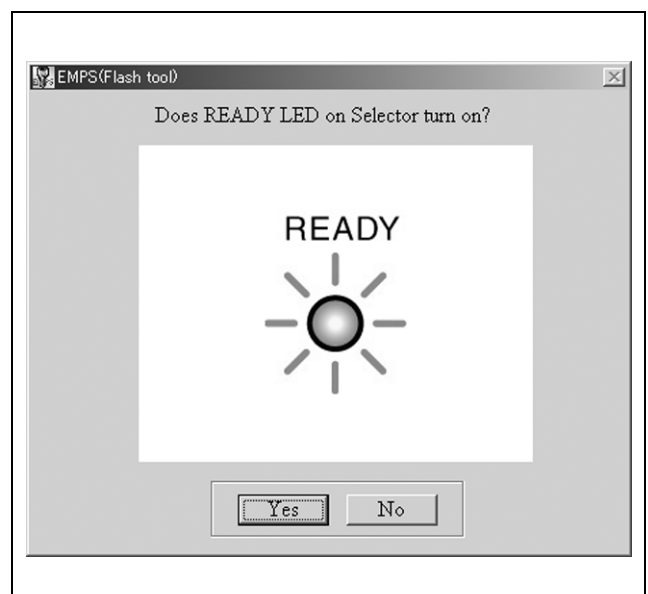 EMPS(Flash tool)
Does READY LED on Selector turn on?
READY
Yes No